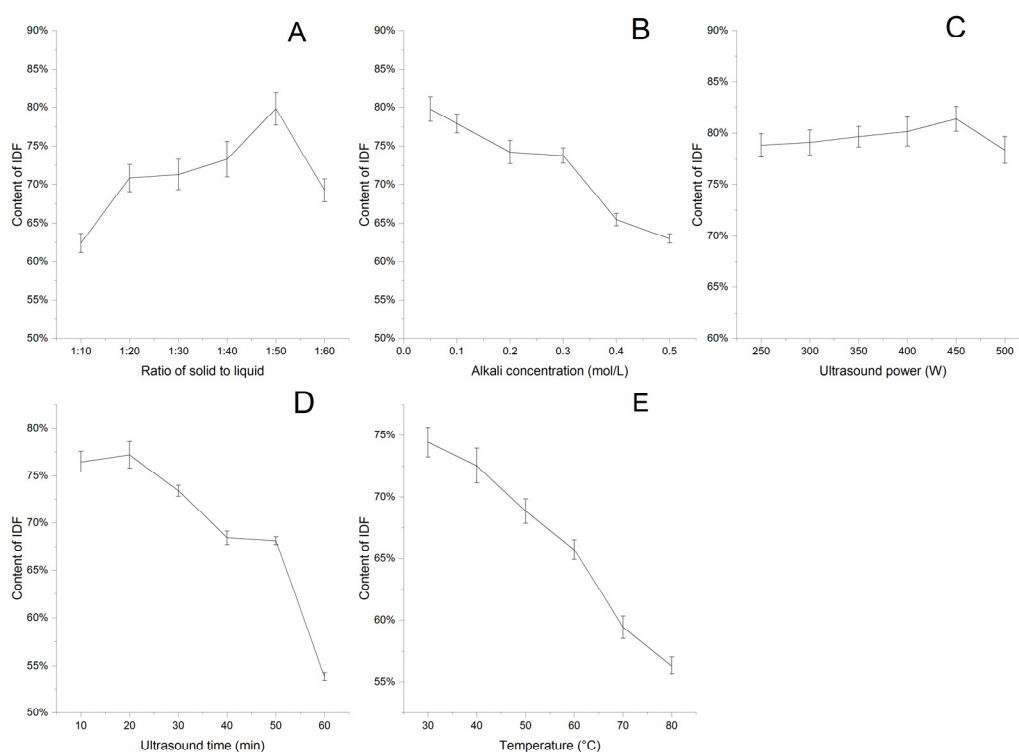 A
Content of IDF
90%
85%
80%
75%
70%
65%
60%
55%
50%
1:10 1:20 1:30 1:40 1:50 1:60
Ratio of solid to liquid
B
Content of IDF
90%
85%
80%
75%
70%
65%
60%
55%
50%
0.0 0.1 0.2 0.3 0.4 0.5
Alkali concentration (mol/L)
C
Content of IDF
90%
85%
80%
75%
70%
65%
60%
250 300 350 400 450 500
Ultrasound power (W)
D
Content of IDF
80%
75%
70%
65%
60%
55%
50%
10 20 30 40 50 60
Ultrasound time (min)
E
Content of IDF
75%
70%
65%
60%
55%
30 40 50 60 70 80
Temperature (°C)